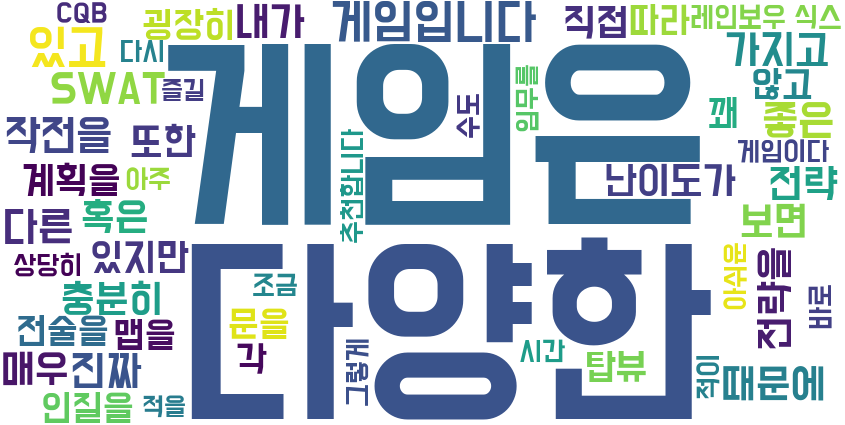 CQB
굉장히
내가
게임입니다
직접
따라
레인보우 식스
있고
다시
가지고
SWAT
즐길
않고
게임은
수도
임무를
꽤
좋은
작전을
또한
게임이다
계획을
아주
추천합니다
난이도가
전략
다른
혹은
보면
상당히
있지만
다양한
아쉬운
전략을
충분히
조금
바로
전술을
맵을
문을
매우
진짜
각
그렇게
시간
탑뷰
적이
때문에
인질을
적을